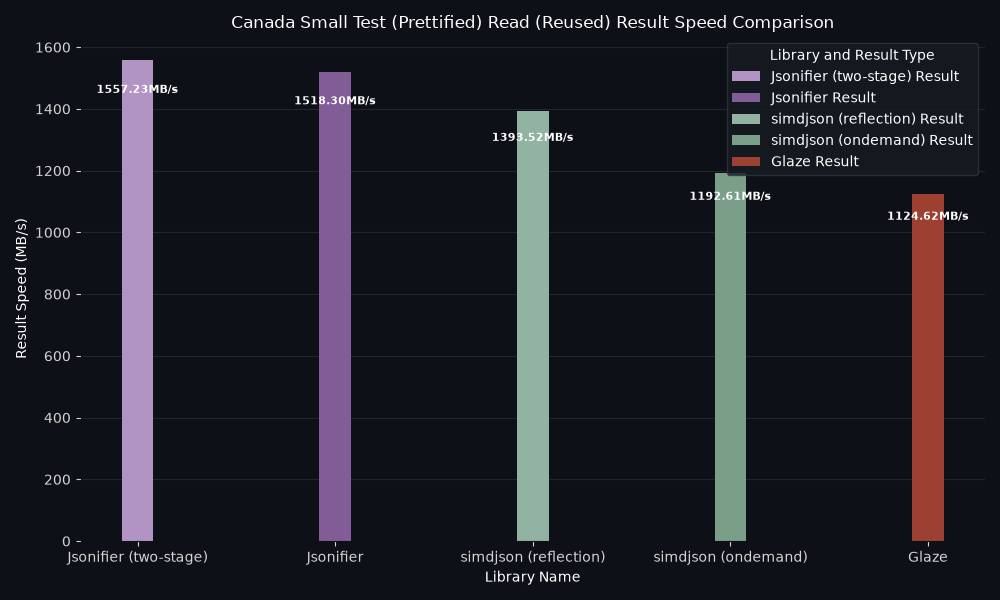 Canada Small Test (Prettified) Read (Reused) Result Speed Comparison
Library and Result Type
Jsonifier (two-stage) Result
Jsonifier Result
simdjson (reflection) Result
simdjson (ondemand) Result
Glaze Result
1600
1400
1200
1000
800
600
400
200
0
Result Speed (MB/s)
1557.23MB/s
1518.30MB/s
1393.52MB/s
1192.61MB/s
1124.62MB/s
Jsonifier (two-stage)
Jsonifier
simdjson (reflection)
simdjson (ondemand)
Glaze
Library Name